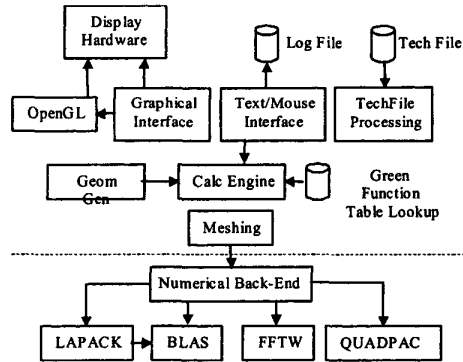 Display
Hardware
Log File
Tech File
OpenGL
Graphical
Interface
Text/Mouse
Interface
TechFile
Processing
Geom
Gen
Calc Engine
Green
Function
Table Lookup
Meshing
Numerical Back-End
LAPACK
BLAS
FFTW
QUADPAC